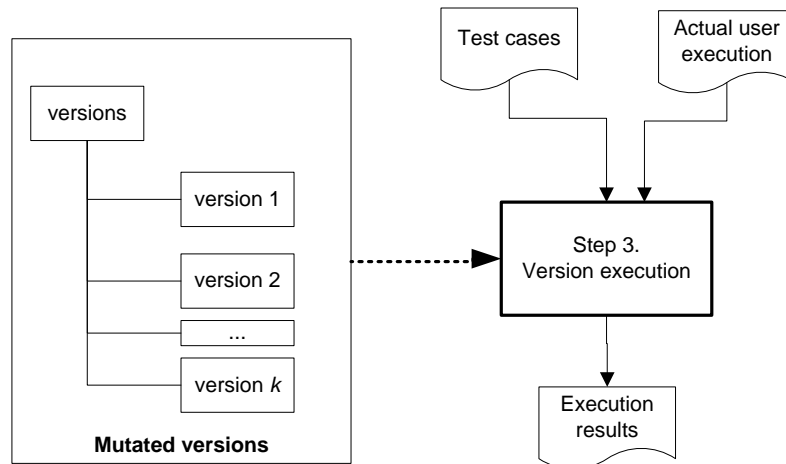 versions
version 1
version 2
...
version k
Mutated versions
Test cases
Actual user
execution
Step 3.
Version execution
Execution
results